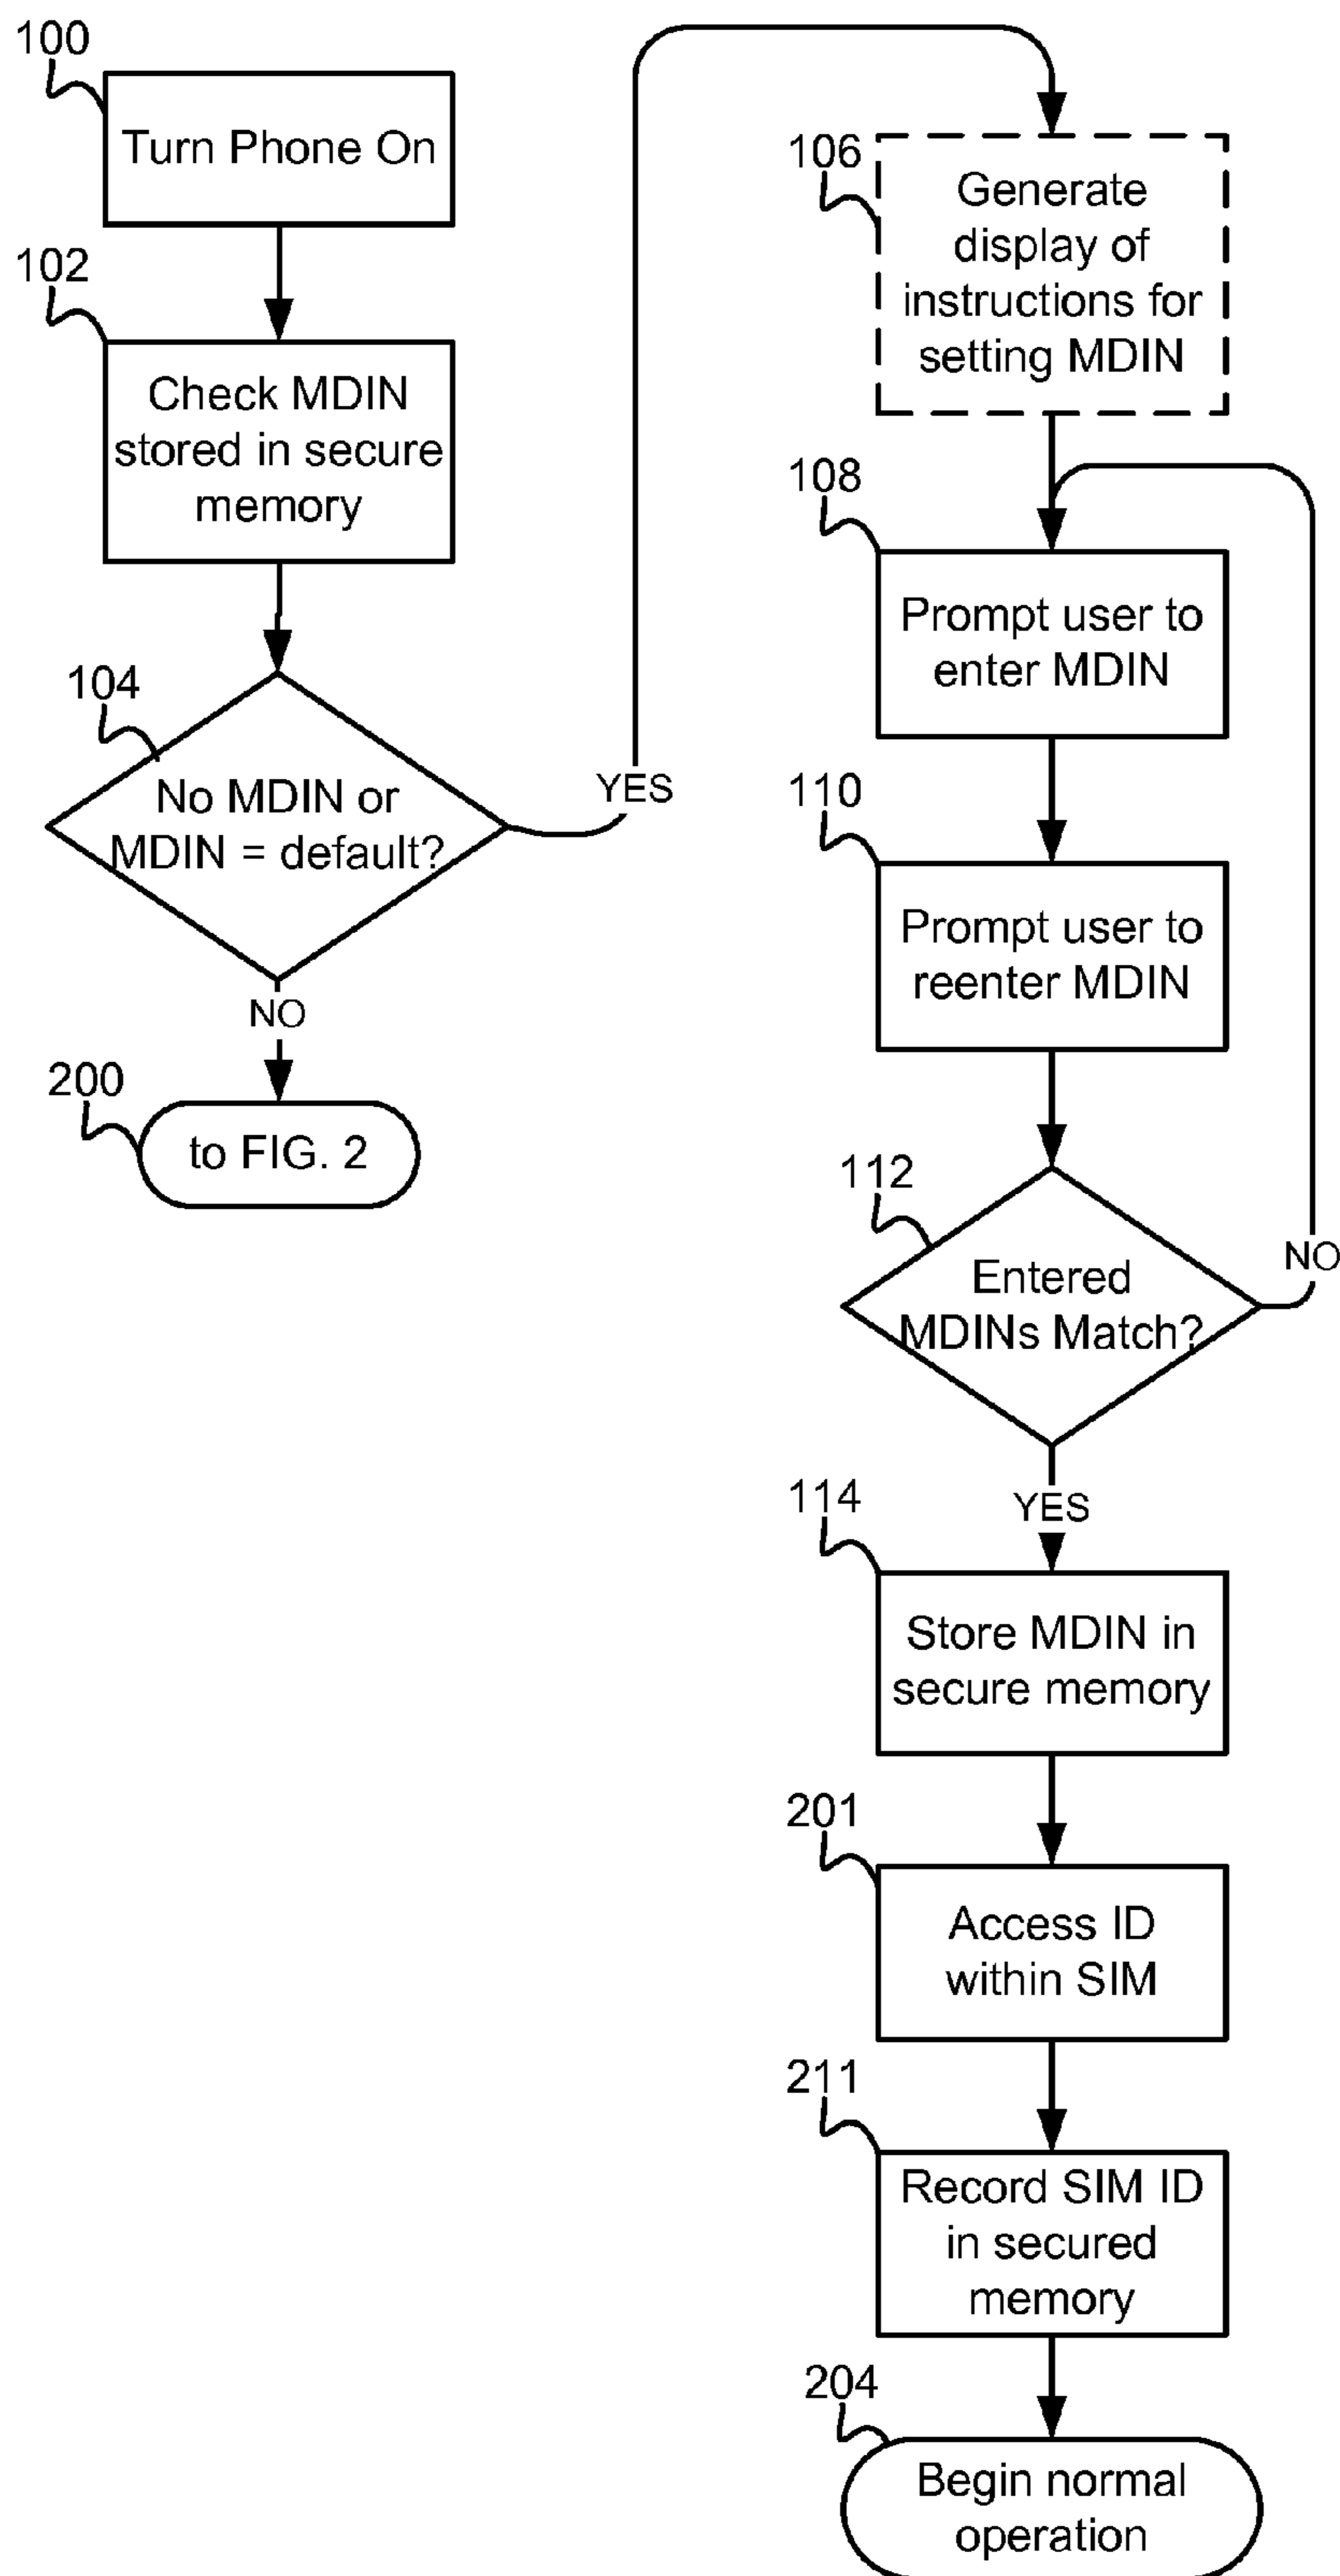 100
Turn Phone On
102
Check MDIN
stored in secure
memory
104
No MDIN or
MDIN = default?
YES
NO
200
to FIG. 2
106
Generate
display of
instructions for
setting MDIN
108
Prompt user to
enter MDIN
110
Prompt user to
reenter MDIN
112
Entered
MDINs Match?
NO
YES
114
Store MDIN in
secure memory
201
Access ID
within SIM
211
Record SIM ID
in secured
memory
204
Begin normal
operation